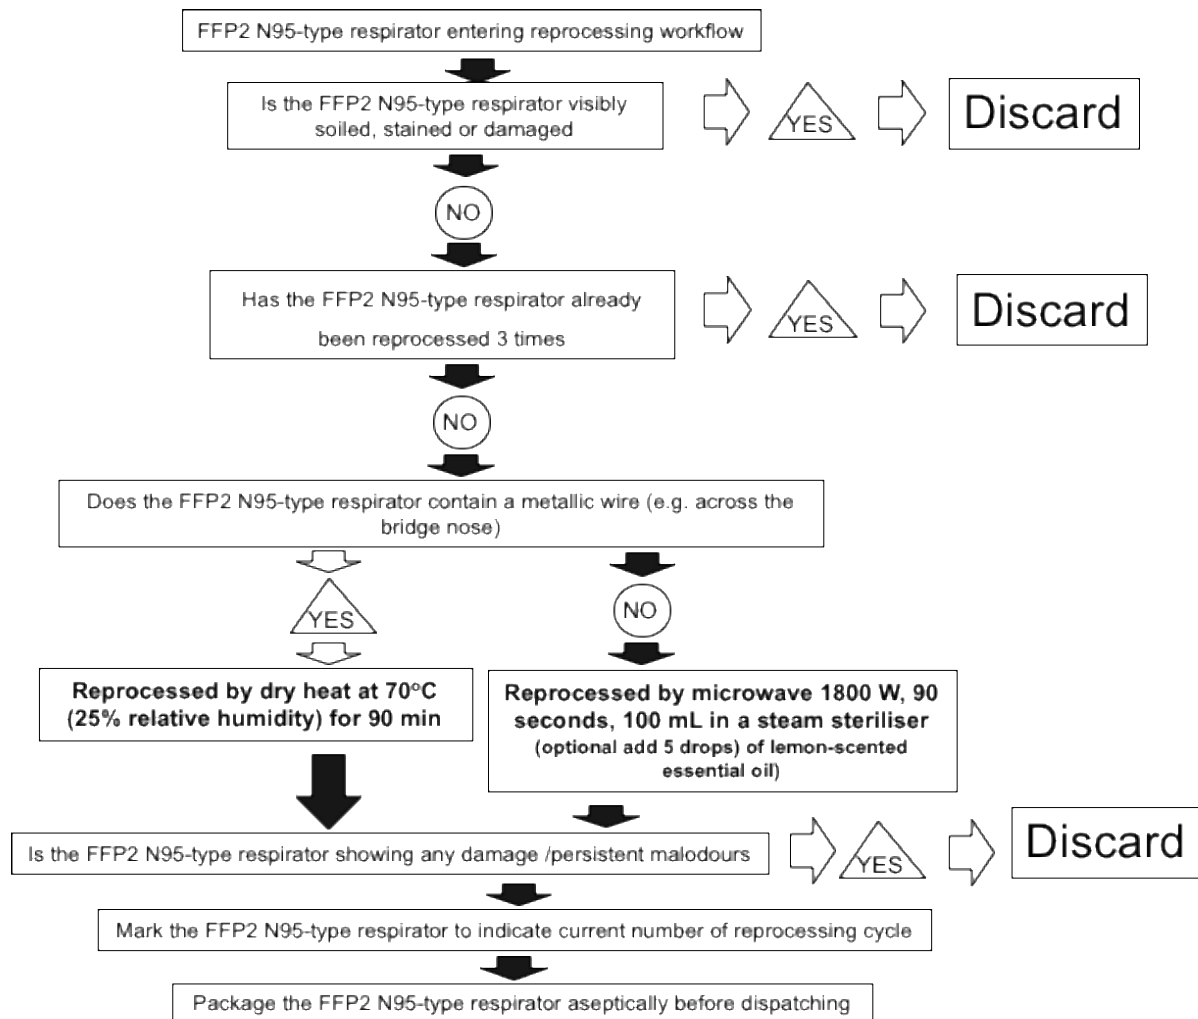 FFP2 N95-type respirator entering reprocessing workflow
Is the FFP2 N95-type respirator visibly
soiled, stained or damaged
YES
Discard
NO
Has the FFP2 N95-type respirator already
been reprocessed 3 times
YES
Discard
NO
Does the FFP2 N95-type respirator contain a metallic wire (e.g. across the
bridge nose)
YES
NO
Reprocessed by dry heat at 70°C
(25% relative humidity) for 90 min
Reprocessed by microwave 1800 W, 90
seconds, 100 mL in a steam steriliser
(optional add 5 drops) of lemon-scented
essential oil)
Is the FFP2 N95-type respirator showing any damage /persistent malodours
YES
Discard
Mark the FFP2 N95-type respirator to indicate current number of reprocessing cycle
Package the FFP2 N95-type respirator aseptically before dispatching